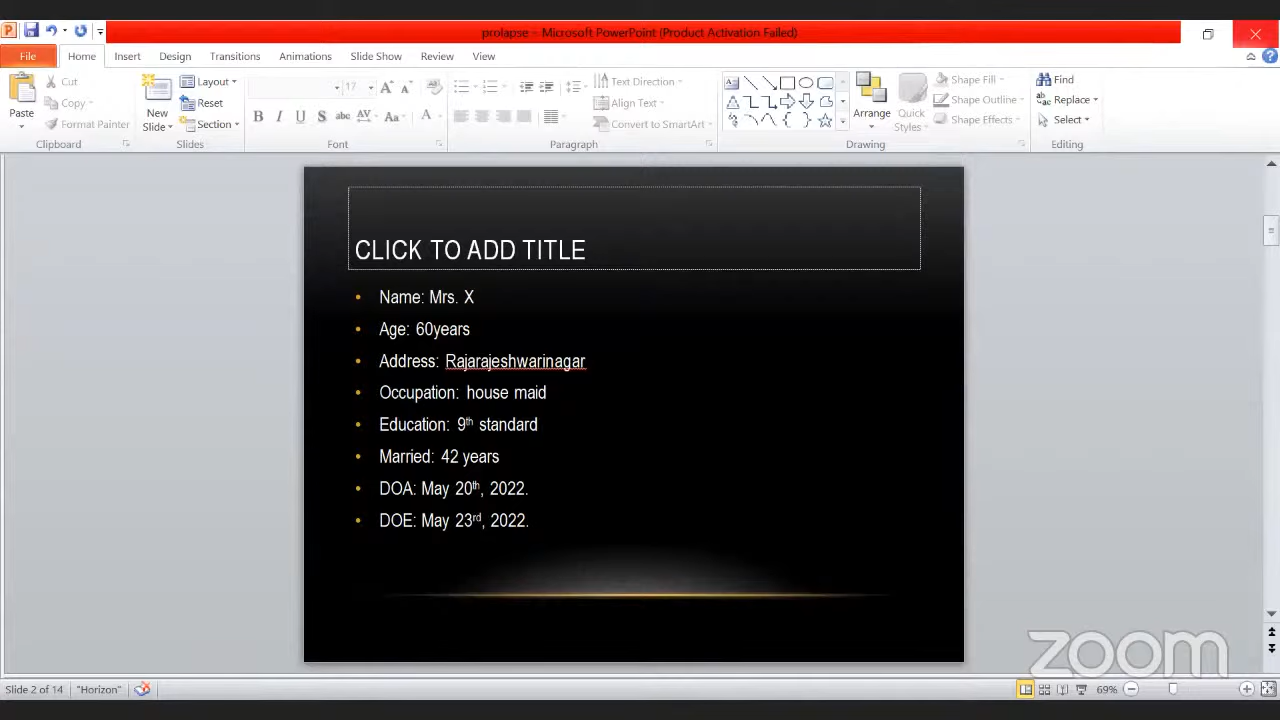 prolapse - Microsoft PowerPoint (Product Activation Failed)
File Home Insert Design Transitions Animations Slide Show Review View
Paste
Cut
Copy
Format Painter
Clipboard
New Slide
Layout
Reset
Section
Slides
17
B I U S abc AV Aa A
Font
Text Direction
Align Text
Convert to SmartArt
Paragraph
Arrange
Quick Styles
Shape Fill
Shape Outline
Shape Effects
Drawing
Find
Replace
Select
Editing
CLICK TO ADD TITLE
• Name: Mrs. X
• Age: 60years
• Address: Rajarajeshwarinagar
• Occupation: house maid
• Education: 9th standard
• Married: 42 years
• DOA: May 20th, 2022.
• DOE: May 23rd, 2022.
zoom
Slide 2 of 14 "Horizon" 69%